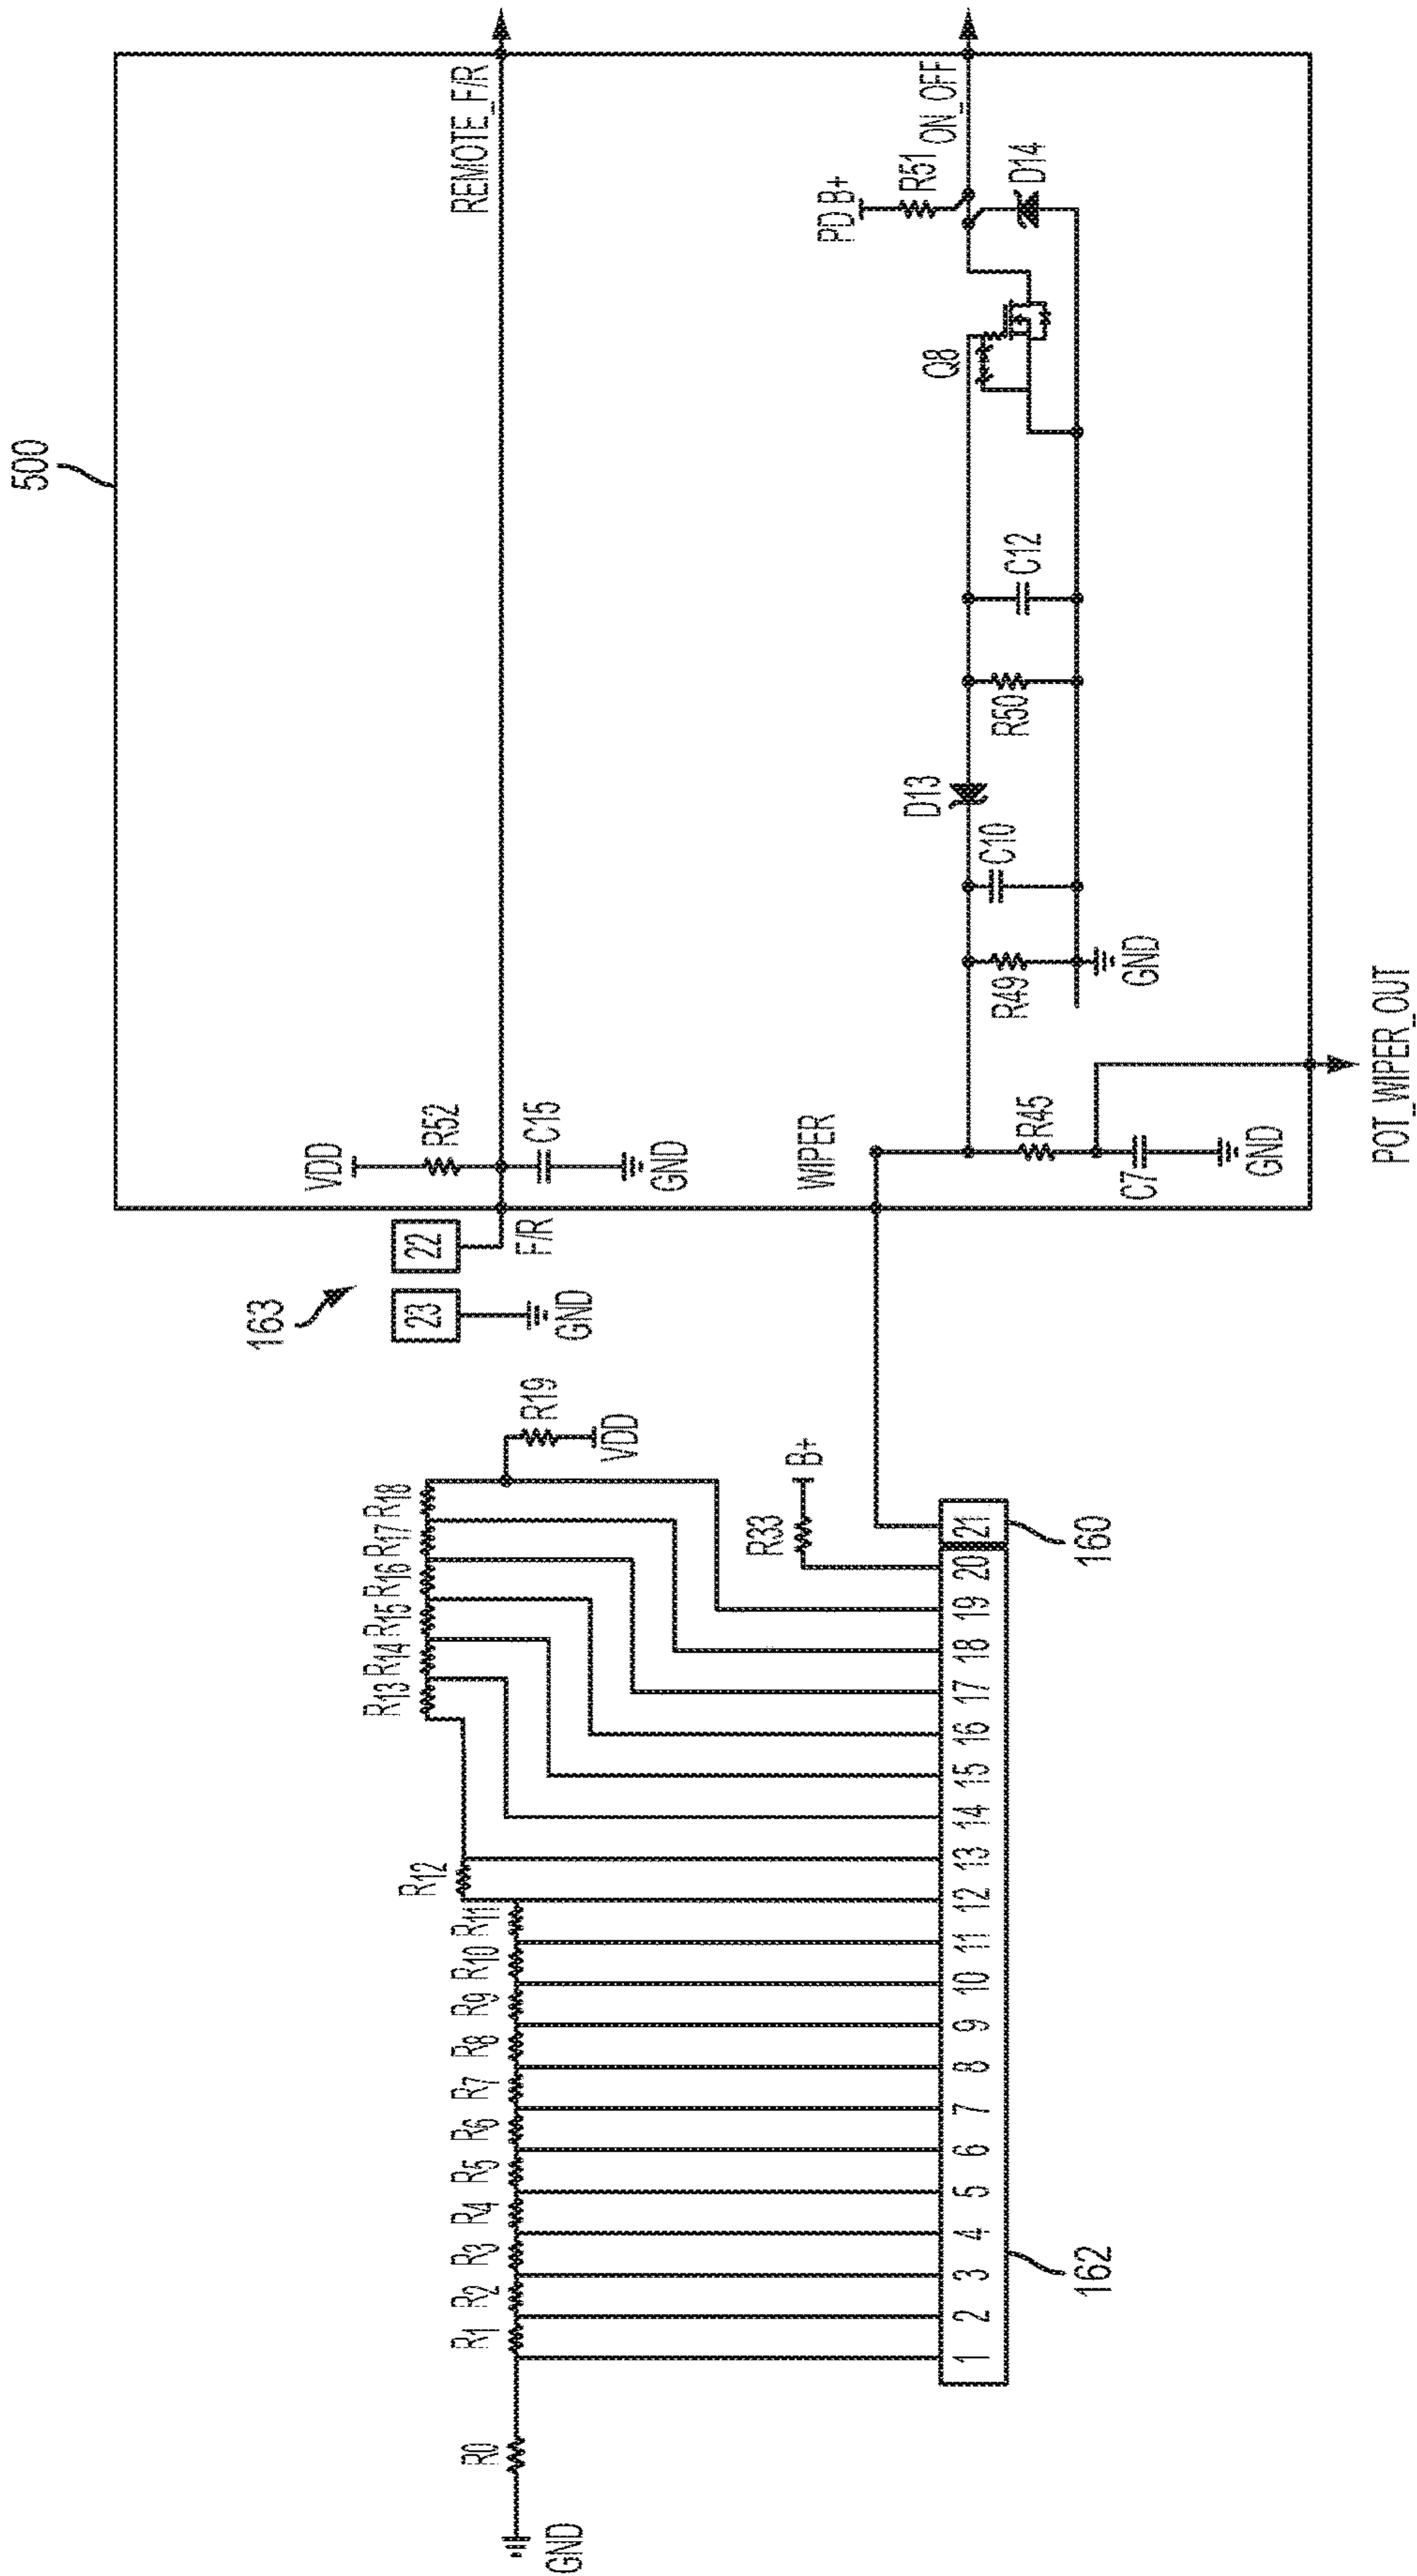 500
REMOTE_F/R
ON_OFF
PD B+
R51
D14
Q8
C12
R50
D13
C10
R49
GND
VDD
R52
C15
GND
WIPER
R45
C7
GND
POT_WIPER_OUT
163
22
23
F/R
GND
R19
VDD
R33
B+
GND
R0
R1
R2
R3
R4
R5
R6
R7
R8
R9
R10
R11
R12
R13
R14
R15
R16
R17
R18
1 2 3 4 5 6 7 8 9 10 11 12 13 14 15 16 17 18 19 20 21
162
160